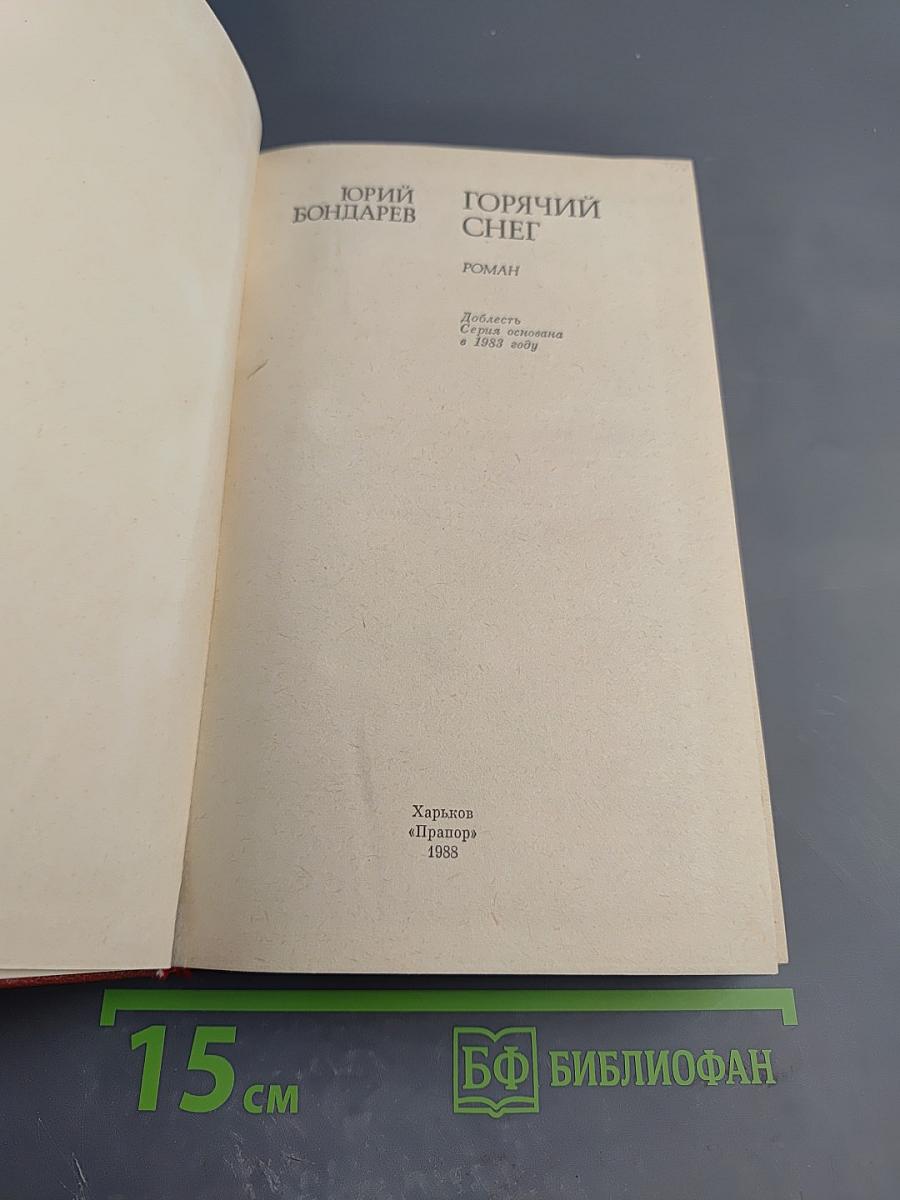 ЮРИЙ
БОНДАРЕВ
ГОРЯЧИЙ
СНЕГ
РОМАН
Доблесть
Серия основана
в 1983 году
Харьков
«Прапор»
1988
15 см
БФ БИБЛИОФАН